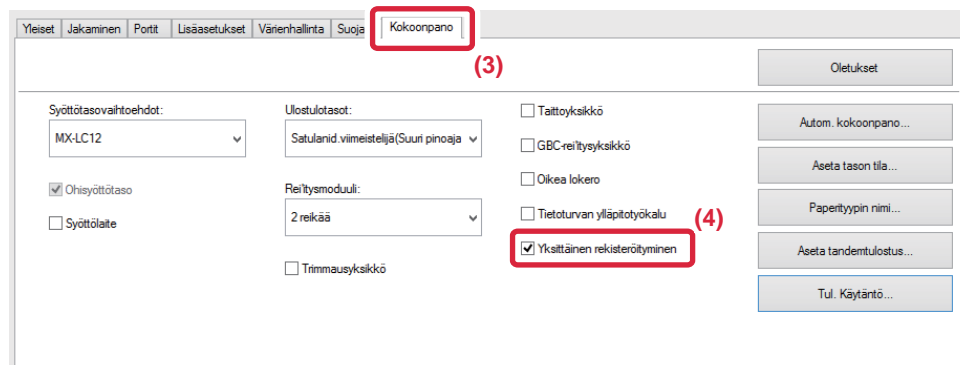 Yleiset Jakaminen Portit Lisäasetukset Värienhallinta Suoja Kokoonpano
(3)
Oletukset
Syöttötasovaihtoehdot:
MX-LC12
Ohisyöttötaso
Syöttölaite
Ulostulotasot:
Satulanid.viimeistelijä(Suuri pinoaja
Rei'itysmoduuli:
2 reikää
Trimmausyksikkö
Taittoyksikkö
GBC-rei'itysyksikkö
Oikea lokero
Tietoturvan ylläpitotyökalu
(4)
Yksittäinen rekisteröityminen
Autom. kokoonpano...
Aseta tason tila...
Paperityypin nimi...
Aseta tandemtulostus...
Tul. Käytäntö...